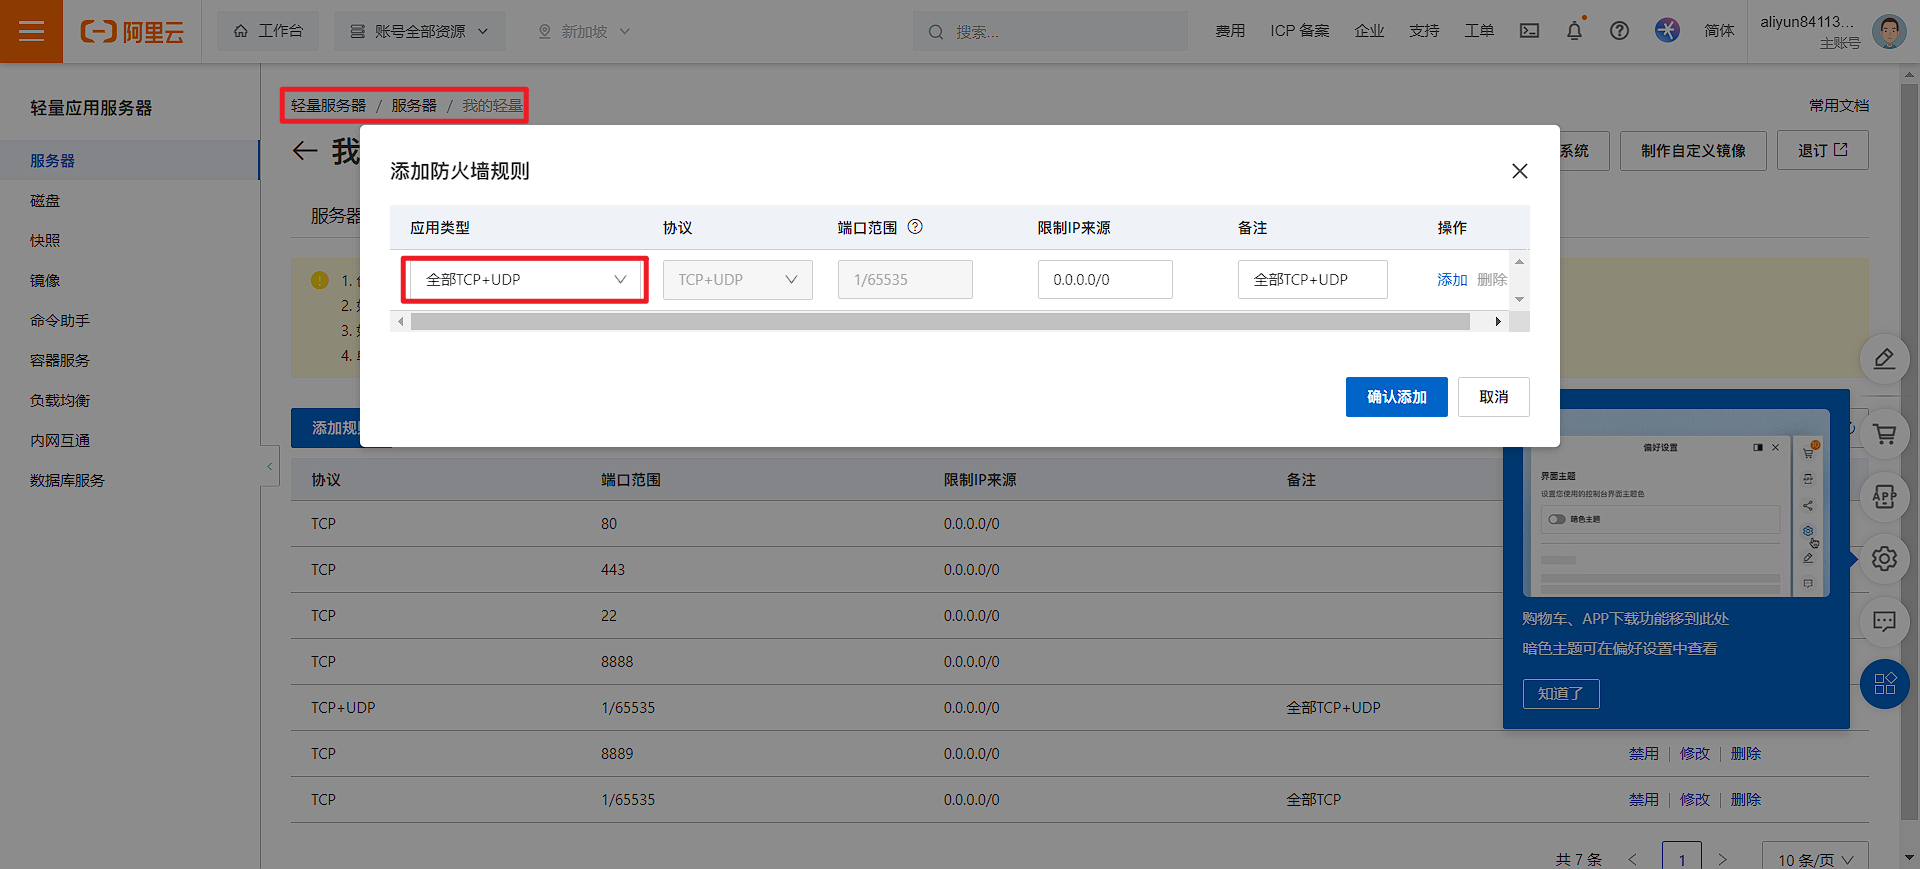 阿里云
工作台
账号全部资源
新加坡
搜索...
费用
ICP 备案
企业
支持
工单
简体
aliyun84113...
主账号
轻量应用服务器
服务器
磁盘
快照
镜像
命令助手
容器服务
负载均衡
内网互通
数据库服务
轻量服务器 / 服务器 / 我的轻量
常用文档
我
系统
制作自定义镜像
退订
服务器
1.
2.
3.
4.
添加防火墙规则
应用类型 协议 端口范围 限制IP来源 备注 操作
全部TCP+UDP TCP+UDP 1/65535 0.0.0.0/0 全部TCP+UDP 添加 删除
确认添加 取消
添加规
协议 端口范围 限制IP来源 备注
TCP 80 0.0.0.0/0
TCP 443 0.0.0.0/0
TCP 22 0.0.0.0/0
TCP 8888 0.0.0.0/0
TCP+UDP 1/65535 0.0.0.0/0 全部TCP+UDP
TCP 8889 0.0.0.0/0 禁用 修改 删除
TCP 1/65535 0.0.0.0/0 全部TCP 禁用 修改 删除
共 7 条 1 10 条/页
偏好设置
界面主题
设置您使用的控制台界面主题色
暗色主题
购物车、APP下载功能移到此处
暗色主题可在偏好设置中查看
知道了
APP